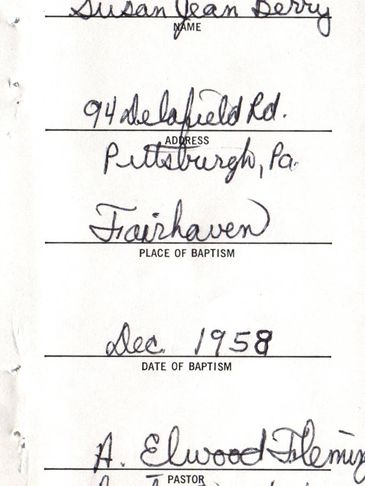 Susan Jean Berry
NAME
94 Delafield Rd.
ADDRESS
Pittsburgh, Pa.
Fairhaven
PLACE OF BAPTISM
Dec. 1958
DATE OF BAPTISM
A. Elwood Fleming
PASTOR